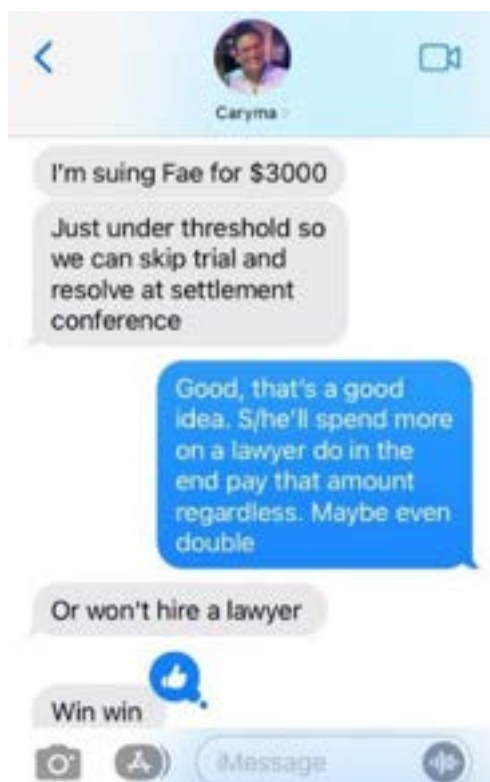 Caryma
I'm suing Fae for $3000
Just under threshold so
we can skip trial and
resolve at settlement
conference
Good, that's a good
idea. S/he'll spend more
on a lawyer do in the
end pay that amount
regardless. Maybe even
double
Or won't hire a lawyer
Win win
iMessage